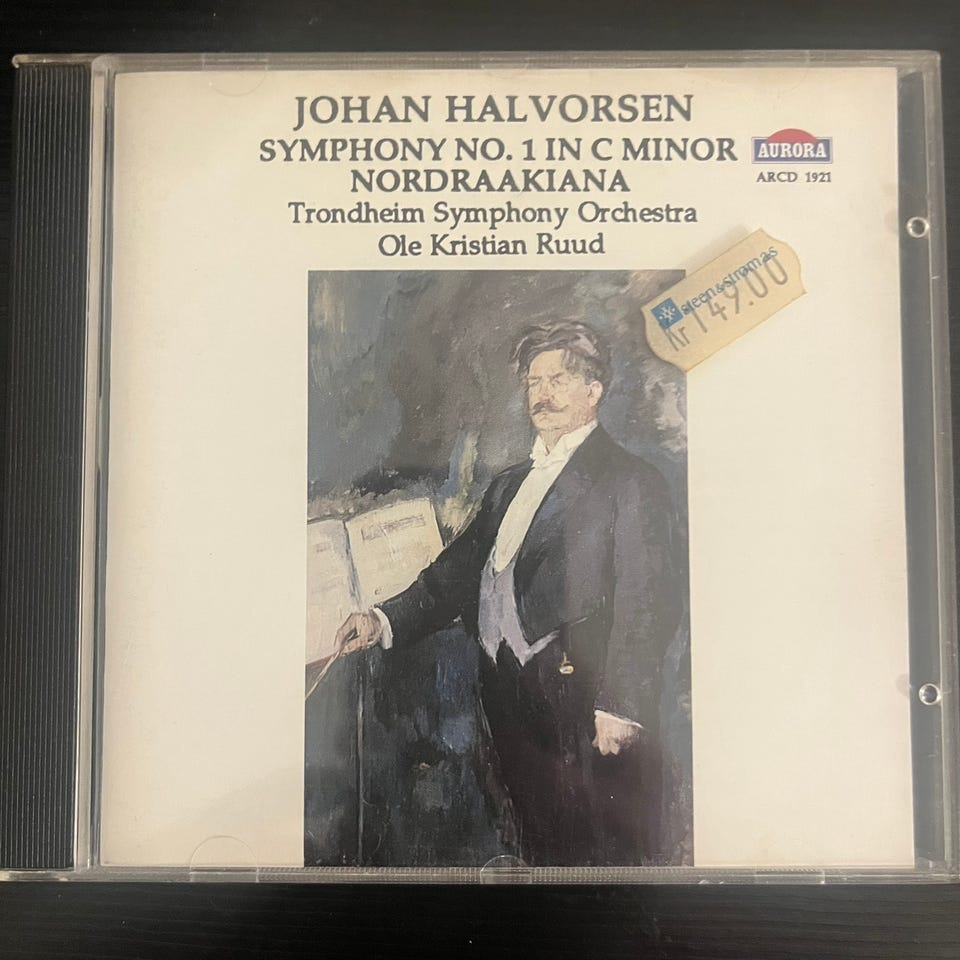 JOHAN HALVORSEN
SYMPHONY NO. 1 IN C MINOR
NORDRAAKIANA
Trondheim Symphony Orchestra
Ole Kristian Ruud
AURORA
ARCD 1921
steen&strøm as
Kr 149.00